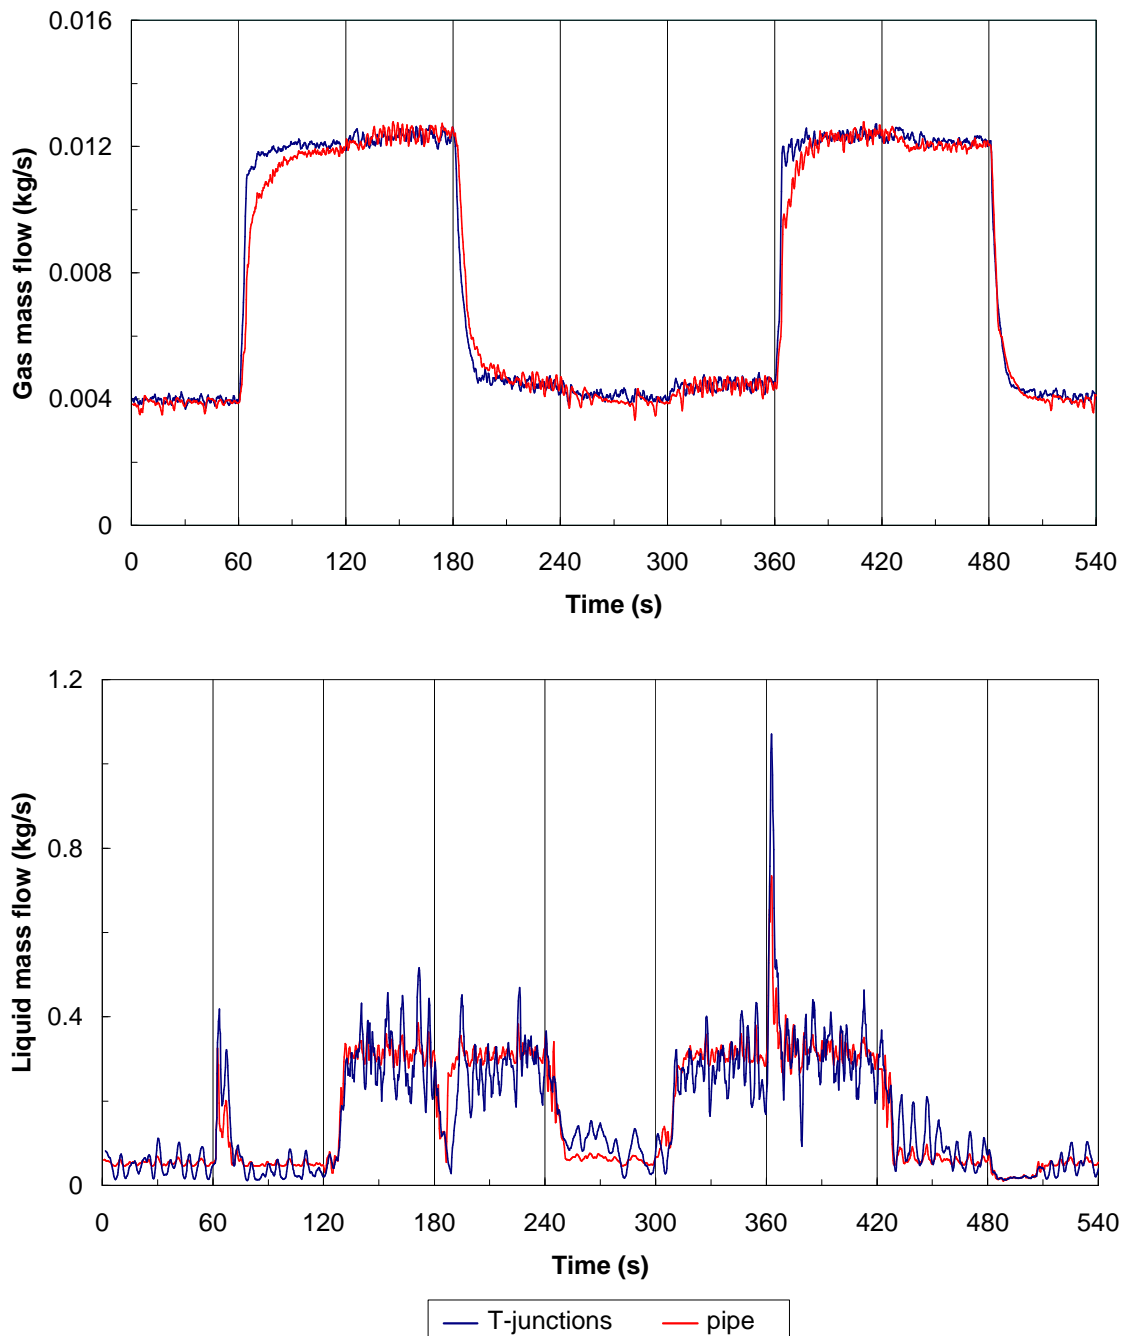 0.016
0.012
0.008
0.004
0
Gas mass flow (kg/s)
0 60 120 180 240 300 360 420 480 540
Time (s)
1.2
0.8
0.4
0
Liquid mass flow (kg/s)
0 60 120 180 240 300 360 420 480 540
Time (s)
T-junctions pipe